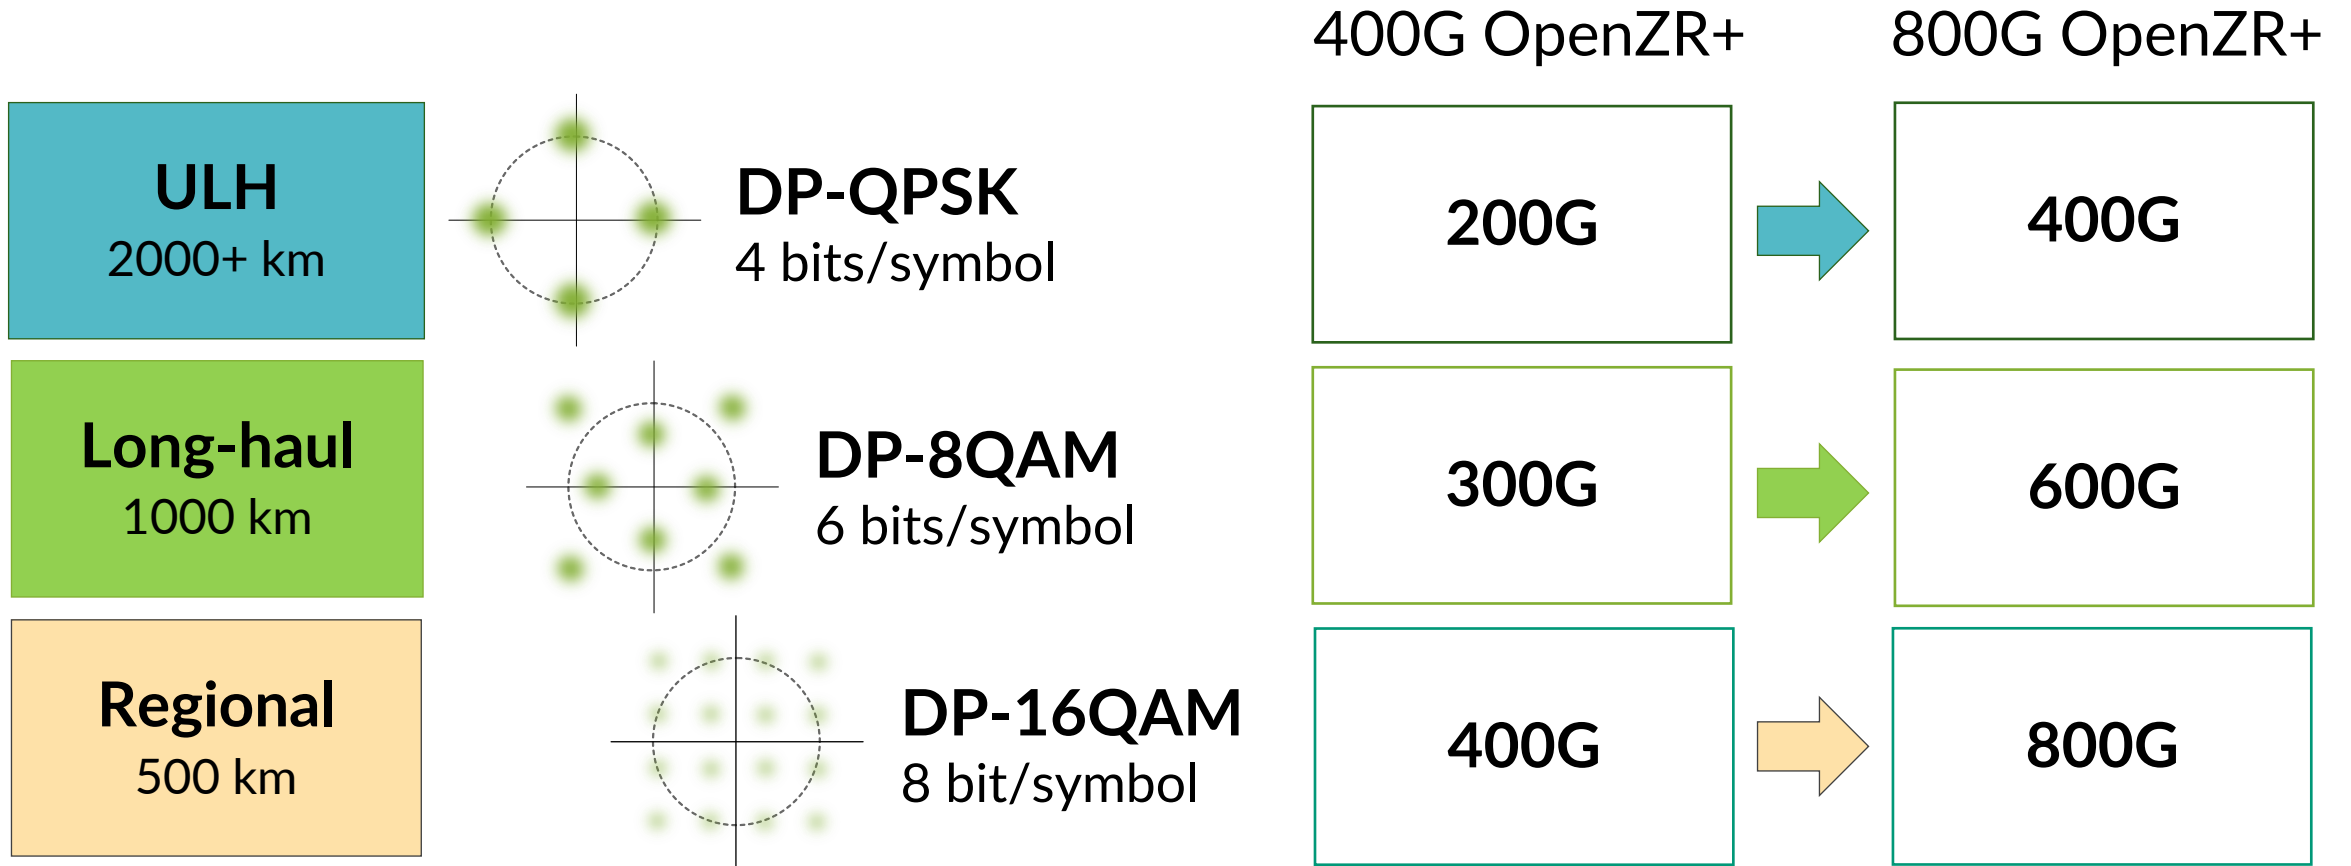 400G OpenZR+
800G OpenZR+
ULH
2000+ km
DP-QPSK
4 bits/symbol
200G
400G
Long-haul
1000 km
DP-8QAM
6 bits/symbol
300G
600G
Regional
500 km
DP-16QAM
8 bit/symbol
400G
800G